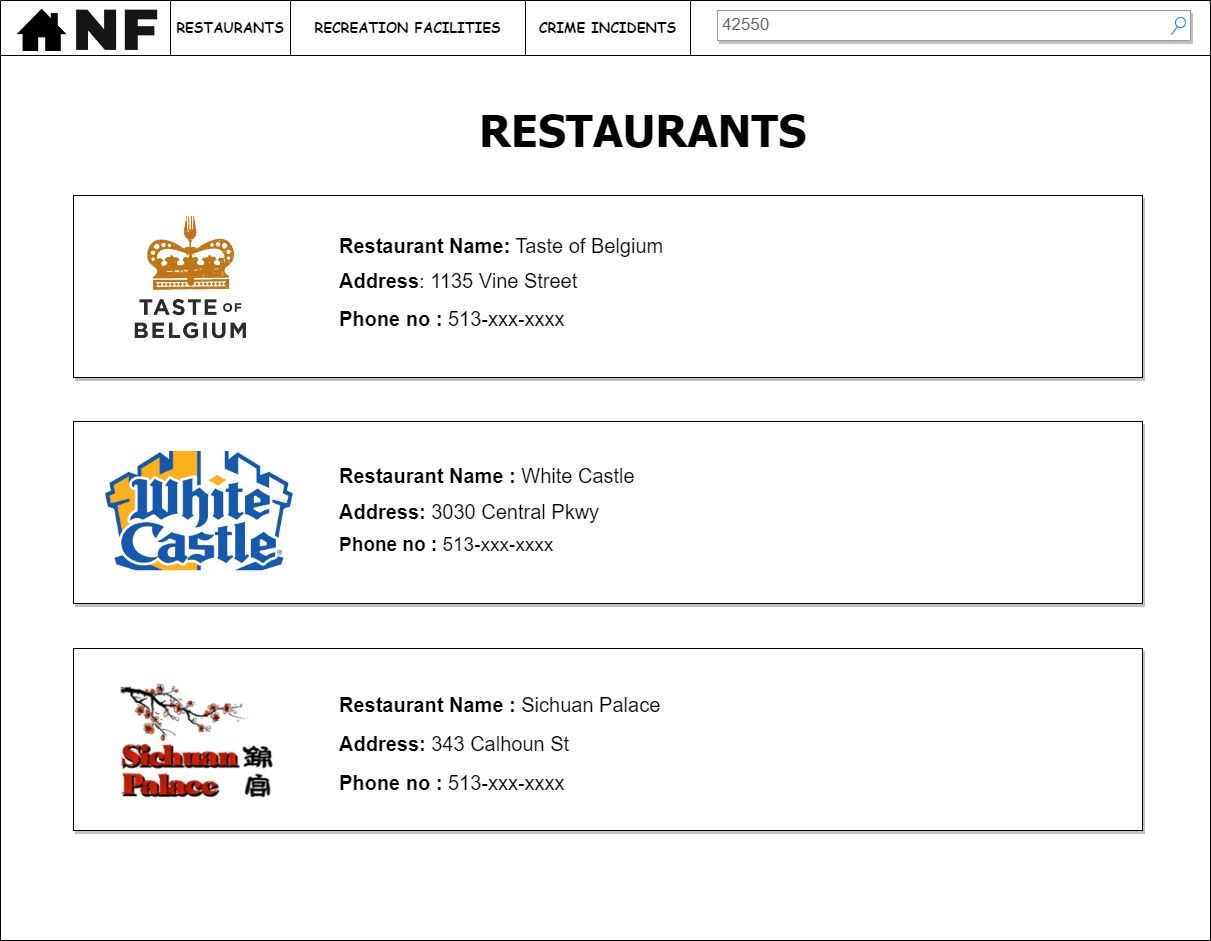 NF
RESTAURANTS
RECREATION FACILITIES
CRIME INCIDENTS
42550
RESTAURANTS
TASTE OF
BELGIUM
Restaurant Name: Taste of Belgium
Address: 1135 Vine Street
Phone no : 513-xxx-xxxx
White
Castle
®
Restaurant Name : White Castle
Address: 3030 Central Pkwy
Phone no : 513-xxx-xxxx
Sichuan 錦
Palace 宮
Restaurant Name : Sichuan Palace
Address: 343 Calhoun St
Phone no : 513-xxx-xxxx